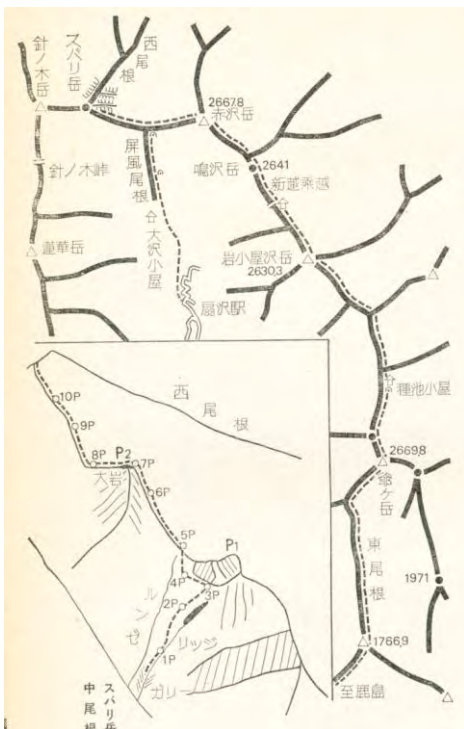 針ノ木岳
スバリ岳
西尾根
中尾根
2667.8
赤沢岳
鳴沢岳
2641
針ノ木峠
屏風尾根
新越乗越
大沢小屋
蓮華岳
岩小屋沢岳
2630.3
扇沢駅
種池小屋
2669.8
爺ヶ岳
東尾根
1971
1766.9
至鹿島
西尾根
10P
9P
8P
P2
7P
大岩
6P
5P
P1
4P
3P
ルンゼ
2P
リッジ
1P
ガレー
スバリ岳
中尾根